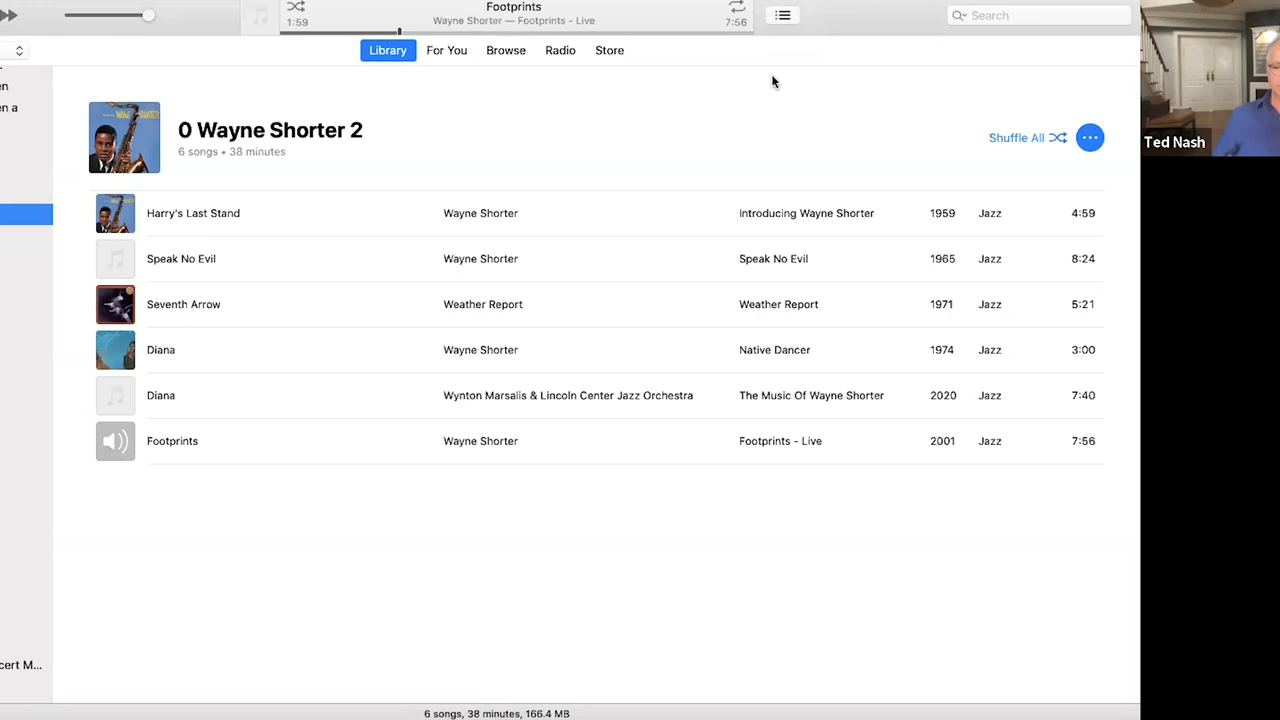 Footprints
1:59
Wayne Shorter — Footprints - Live
7:56
Search
Library
For You
Browse
Radio
Store
en
en a
0 Wayne Shorter 2
6 songs • 38 minutes
Shuffle All
Ted Nash
Harry's Last Stand Wayne Shorter Introducing Wayne Shorter 1959 Jazz 4:59
Speak No Evil Wayne Shorter Speak No Evil 1965 Jazz 8:24
Seventh Arrow Weather Report Weather Report 1971 Jazz 5:21
Diana Wayne Shorter Native Dancer 1974 Jazz 3:00
Diana Wynton Marsalis & Lincoln Center Jazz Orchestra The Music Of Wayne Shorter 2020 Jazz 7:40
Footprints Wayne Shorter Footprints - Live 2001 Jazz 7:56
cert M...
6 songs, 38 minutes, 166.4 MB